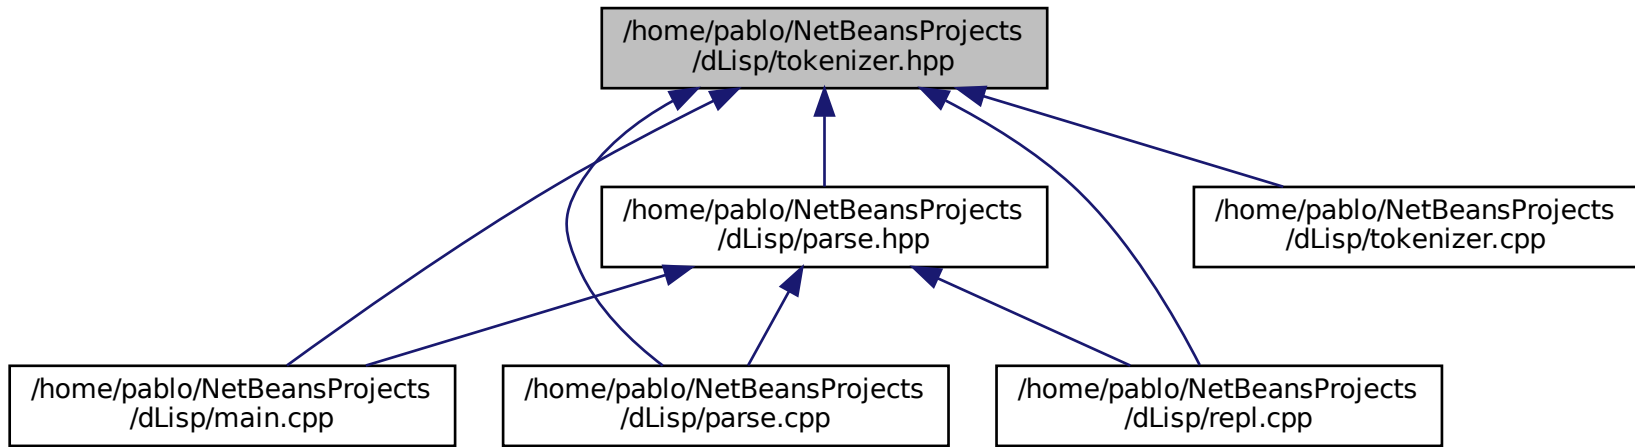 /home/pablo/NetBeansProjects
/dLisp/tokenizer.hpp
/home/pablo/NetBeansProjects
/dLisp/parse.hpp
/home/pablo/NetBeansProjects
/dLisp/tokenizer.cpp
/home/pablo/NetBeansProjects
/dLisp/main.cpp
/home/pablo/NetBeansProjects
/dLisp/parse.cpp
/home/pablo/NetBeansProjects
/dLisp/repl.cpp